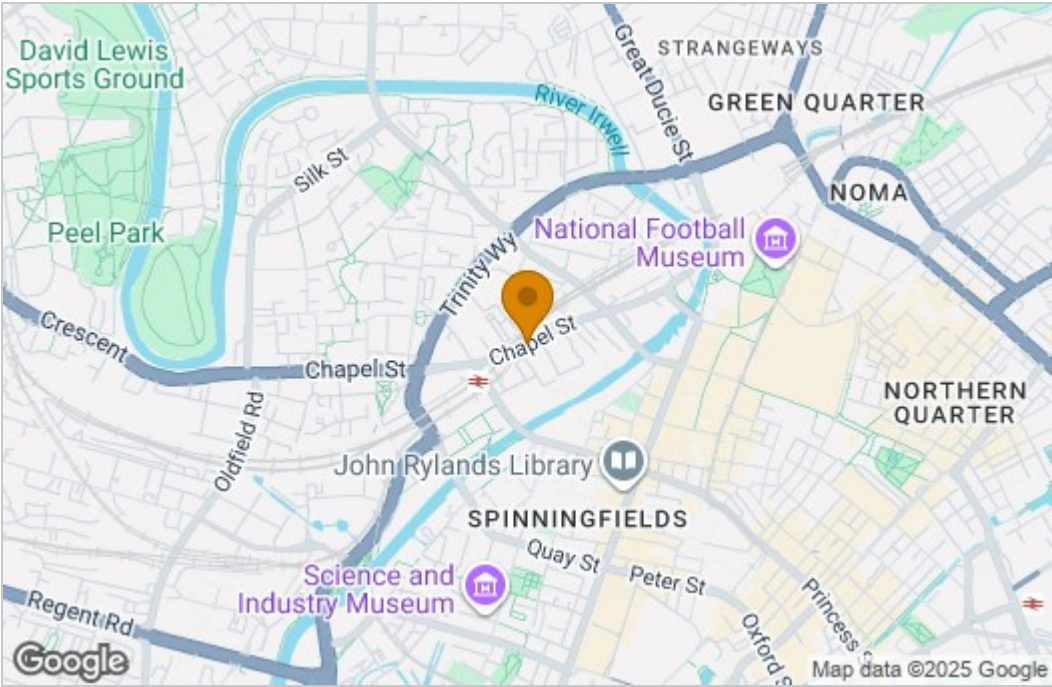 David Lewis
Sports Ground
STRANGEWAYS
Great Ducie St
River Irwell
GREEN QUARTER
Silk St
NOMA
Peel Park
National Football
Museum
Trinity Wy
Crescent
Chapel St
Chapel St
NORTHERN
QUARTER
Oldfield Rd
John Rylands Library
SPINNINGFIELDS
Quay St
Peter St
Science and
Industry Museum
Princess S
Regent Rd
Oxford S
Google
Map data ©2025 Google